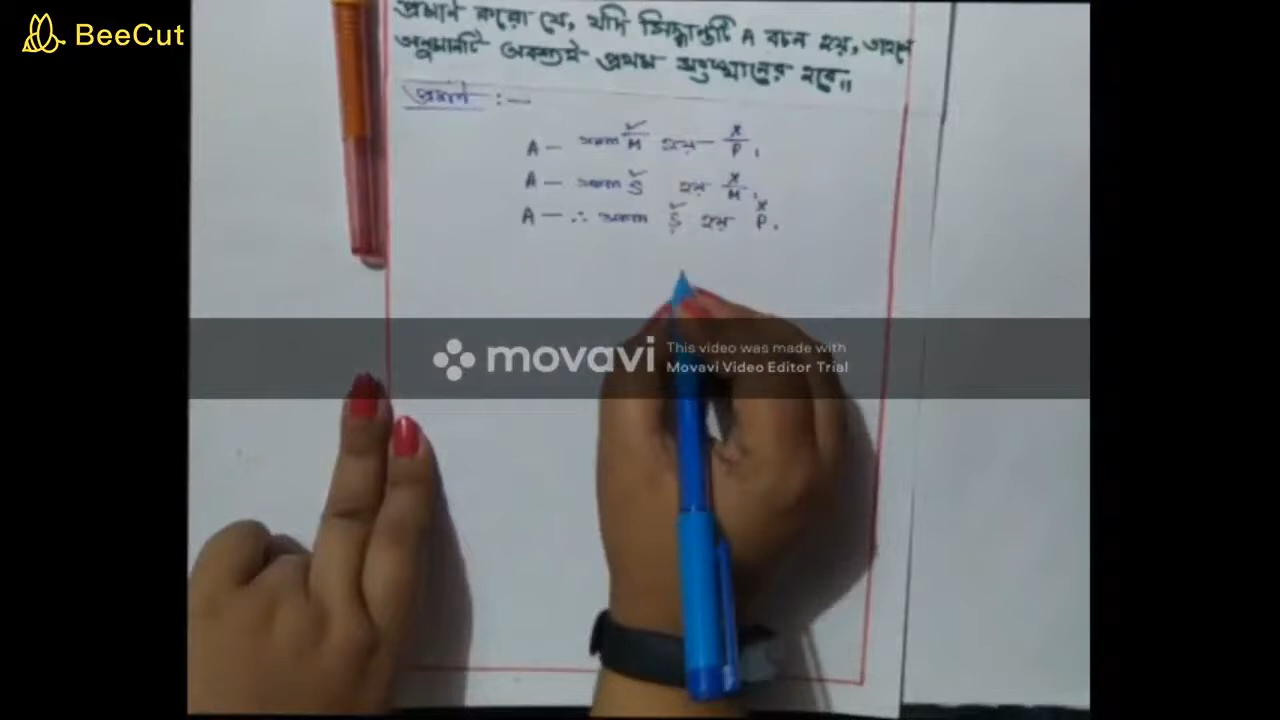 BeeCut
প্রমাণ করো যে, যদি সিদ্ধান্তটি A বচন হয়, তাহলে
অনুমানটি অবশ্যই প্রথম সংস্থানের হবে॥
প্রমাণ :—
A — সকল M হয় — P.
A — সকল S হয় M.
A — ∴ সকল S হয় P.
movavi
This video was made with
Movavi Video Editor Trial